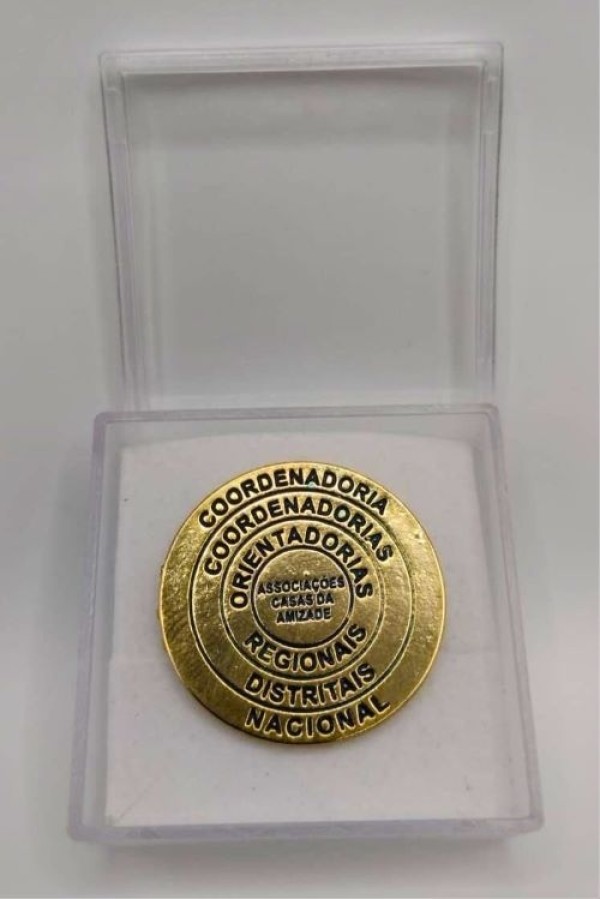 COORDENADORIA
COORDENADORIAS
ORIENTADORIAS
ASSOCIAÇÕES
CASAS DA
AMIZADE
REGIONAIS
DISTRITAIS
NACIONAL